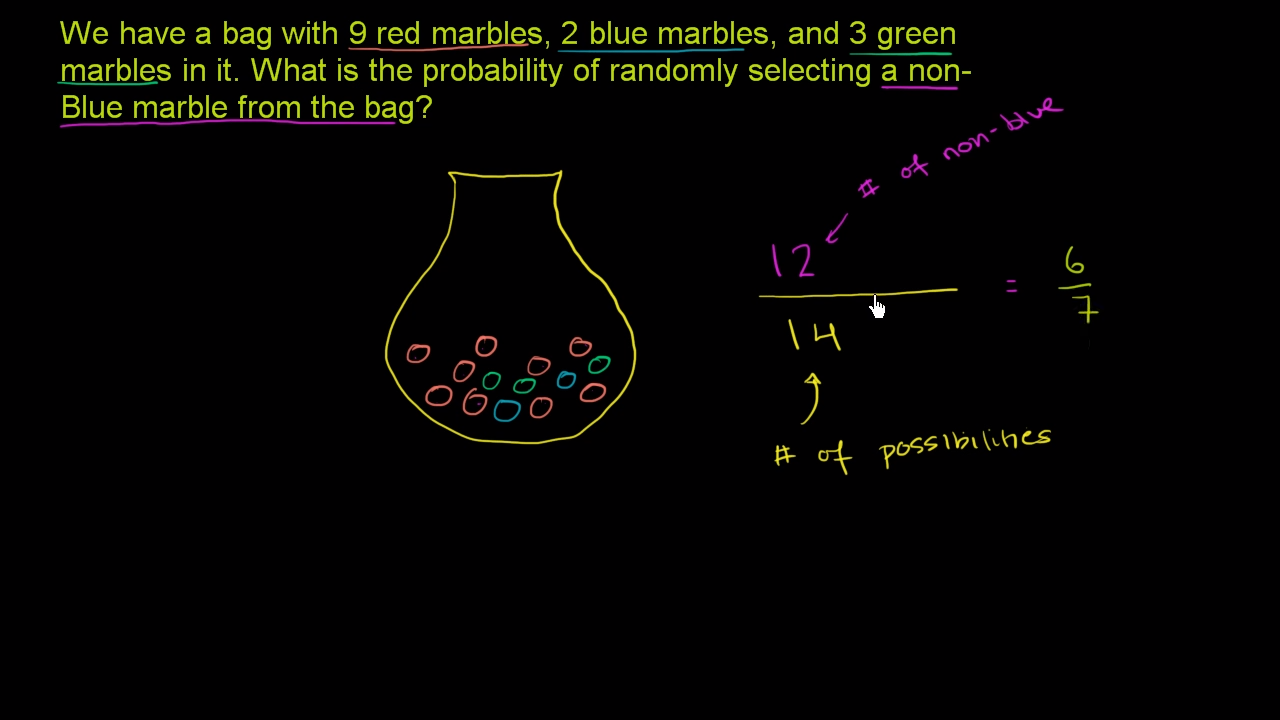 We have a bag with 9 red marbles, 2 blue marbles, and 3 green
marbles in it. What is the probability of randomly selecting a non-
Blue marble from the bag?
# of non-blue
12
14
=
6
7
# of possibilities